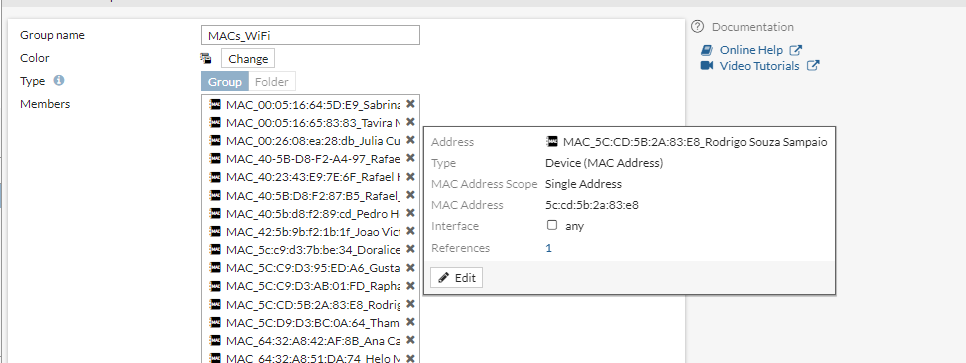 Group name MACs_WiFi
Color Change
Type Group Folder
Members
MAC_00:05:16:64:5D:E9_Sabrina
MAC_00:05:16:65:83:83_Tavira
MAC_00:26:08:ea:28:db_Julia Cu
MAC_40-5B-D8-F2-A4-97_Rafae
MAC_40:23:43:E9:7E:6F_Rafael
MAC_40:5B:D8:F2:87:B5_Rafael_
MAC_40:5b:d8:f2:89:cd_Pedro H
MAC_42:5b:9b:f2:1b:1f_Joao Vic
MAC_5c:c9:d3:7b:be:34_Doralice
MAC_5C:C9:D3:95:ED:A6_Gusta
MAC_5C:C9:D3:AB:01:FD_Rapha
MAC_5C:CD:5B:2A:83:E8_Rodrig
MAC_5C:D9:D3:BC:0A:64_Tham
MAC_64:32:A8:42:AF:8B_Ana Ca
MAC_64:32:A8:51:DA:74_Helo M
Address MAC_5C:CD:5B:2A:83:E8_Rodrigo Souza Sampaio
Type Device (MAC Address)
MAC Address Scope Single Address
MAC Address 5c:cd:5b:2a:83:e8
Interface any
References 1
Edit
Documentation
Online Help
Video Tutorials